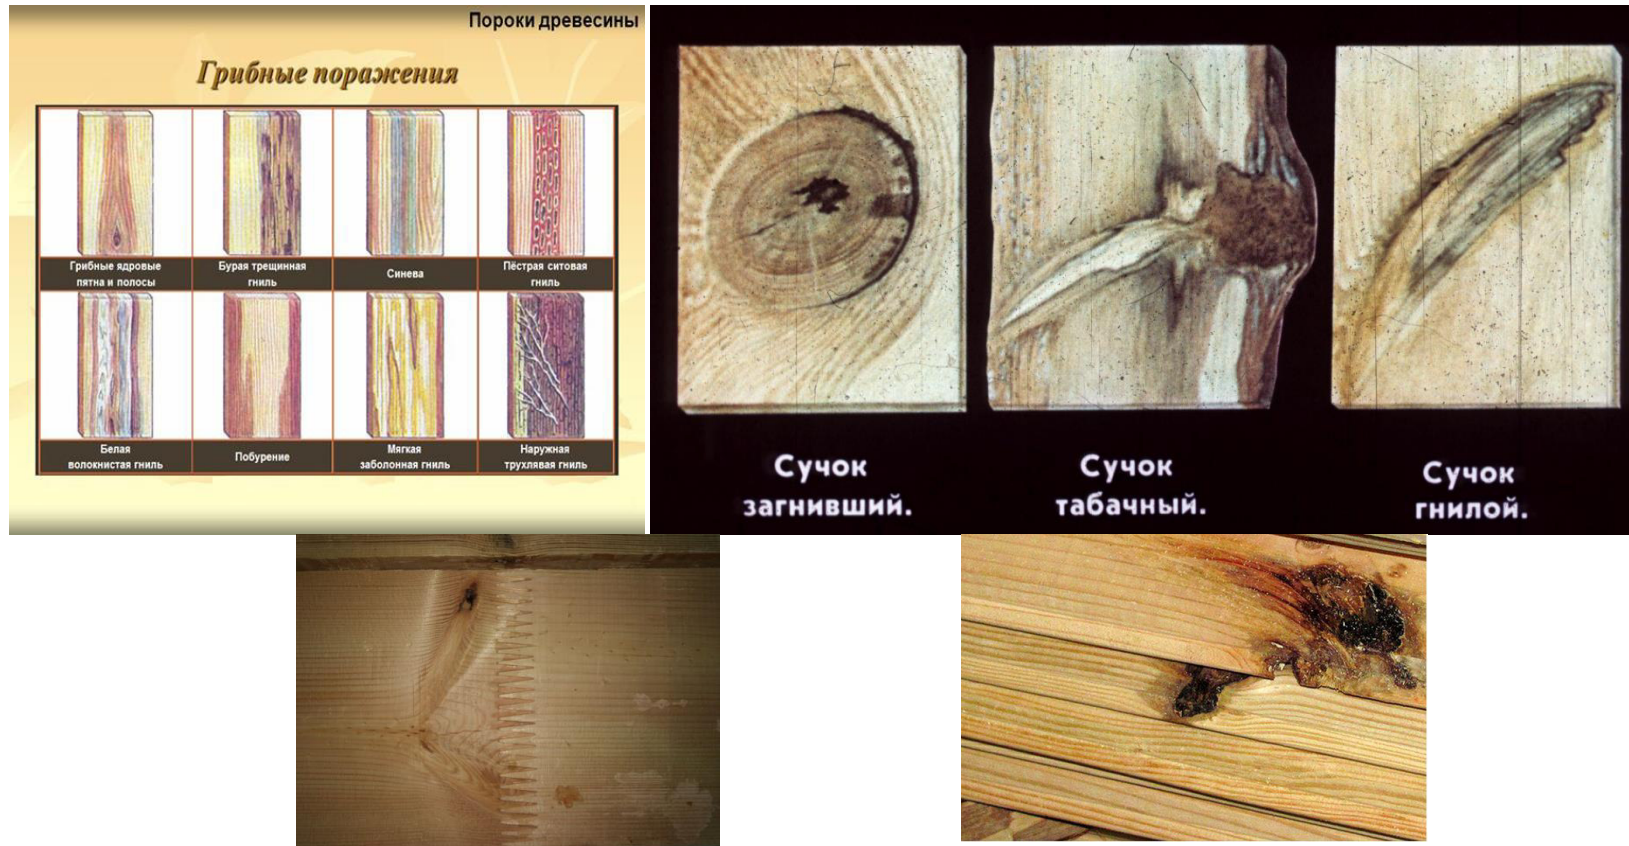 Пороки древесины
Грибные поражения
Грибные ядровые
пятна и полосы
Бурая трещинная
гниль
Синева
Пёстрая ситовая
гниль
Белая
волокнистая гниль
Побурение
Мягкая
заболонная гниль
Наружная
трухлявая гниль
Сучок
загнивший.
Сучок
табачный.
Сучок
гнилой.